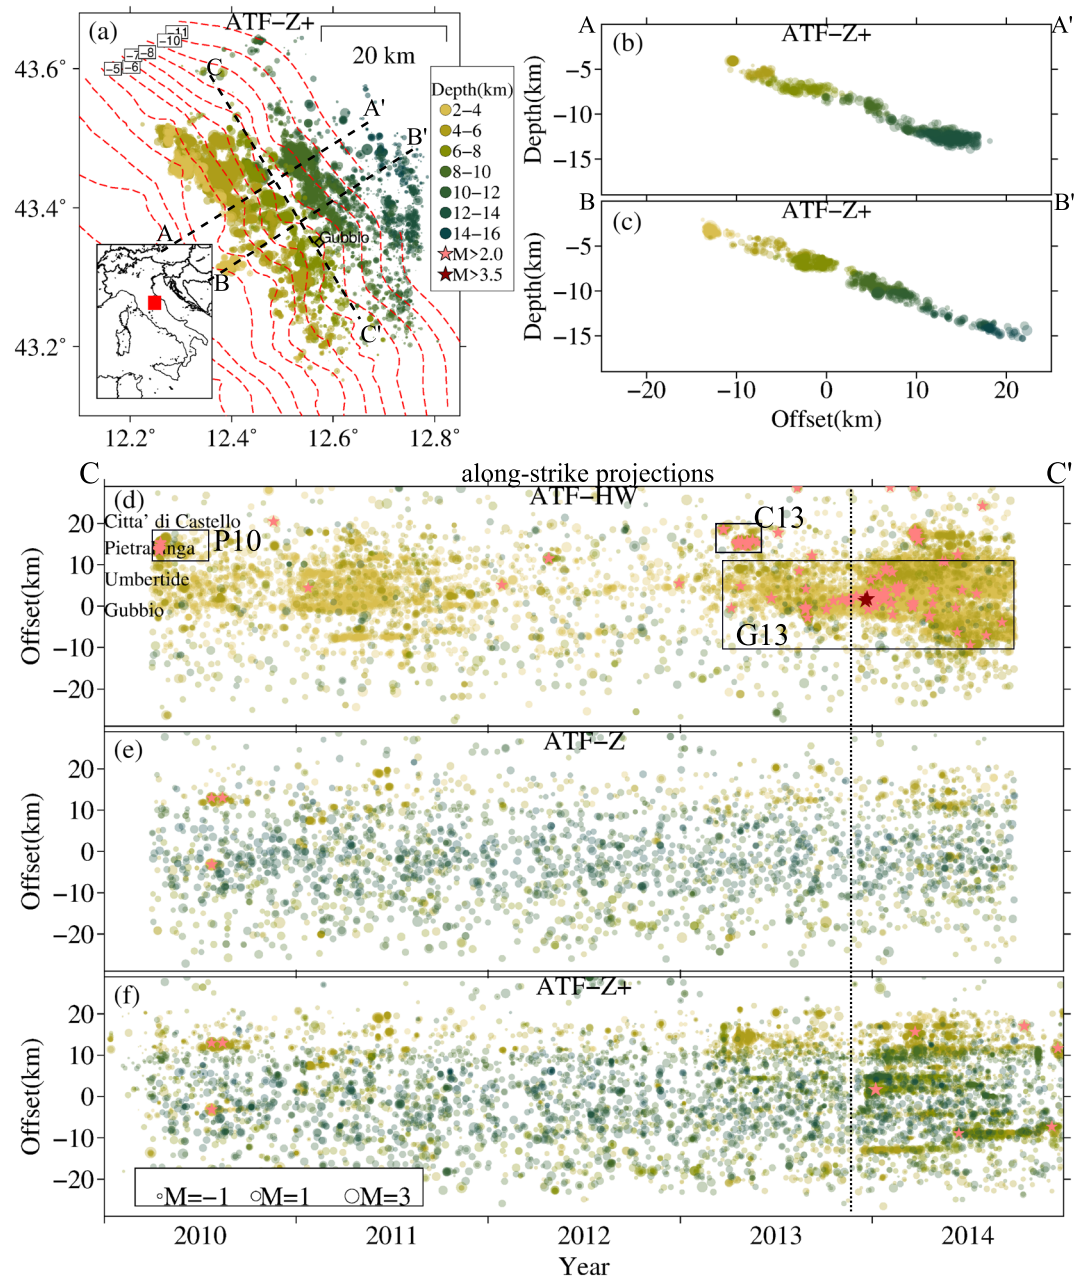 (a)
ATF−Z+
20 km
−11
−10
−8
−7
−6
−5
43.6°
43.4°
43.2°
12.2°
12.4°
12.6°
12.8°
C
A'
B'
A
B
C'
Gubbio
Depth(km)
2−4
4−6
6−8
8−10
10−12
12−14
14−16
M>2.0
M>3.5
A
A'
(b)
ATF−Z+
Depth(km)
−5
−10
−15
B
B'
(c)
ATF−Z+
Depth(km)
−5
−10
−15
−20
−10
0
10
20
Offset(km)
C
along-strike projections
C'
(d)
ATF−HW
Citta' di Castello
Pietralunga
Umbertide
Gubbio
P10
C13
G13
Offset(km)
20
10
0
−10
−20
(e)
ATF−Z
Offset(km)
20
10
0
−10
−20
(f)
ATF−Z+
Offset(km)
20
10
0
−10
−20
M=−1
M=1
M=3
2010
2011
2012
2013
2014
Year